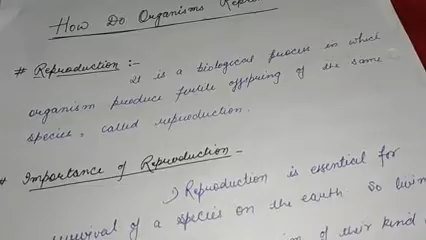 How Do Organisms
# Reproduction :-
It is a biological process in which
organism produce fertile offspring of the same
species, called reproduction.
# Importance of Reproduction -
1) Reproduction is essential for
survival of a species on the earth so living
of their kind